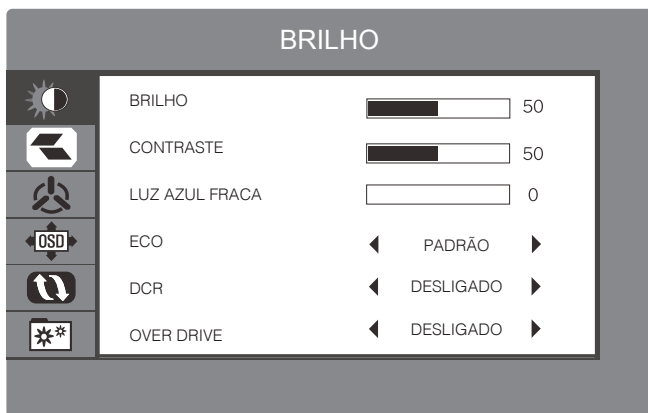 BRILHO
BRILHO 50
CONTRASTE 50
LUZ AZUL FRACA 0
ECO PADRÃO
OSD
DCR DESLIGADO
OVER DRIVE DESLIGADO